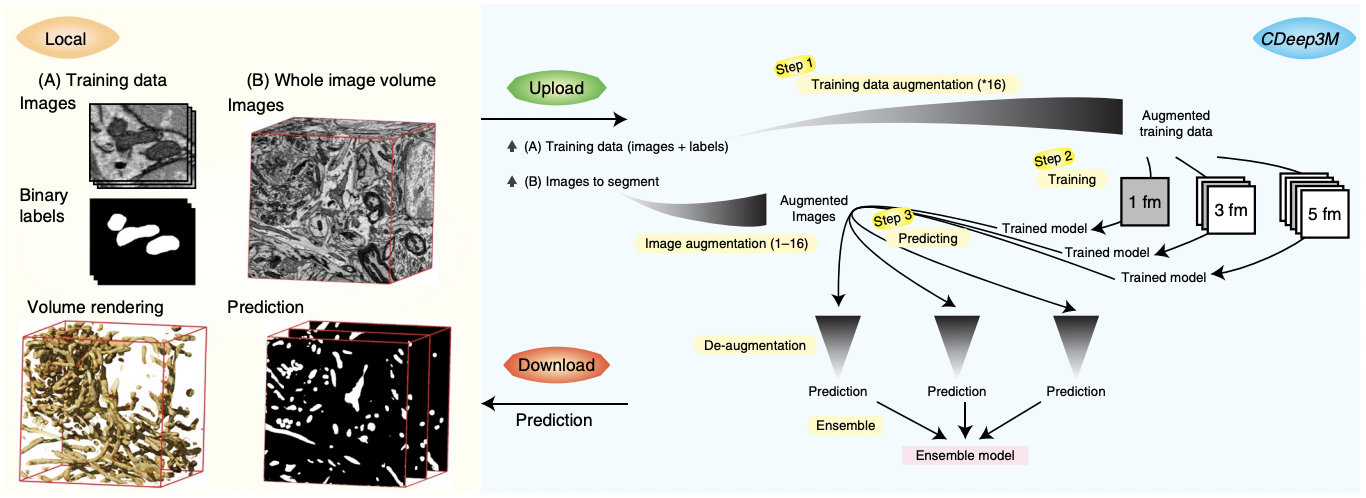 Local
(A) Training data
Images
Binary
labels
(B) Whole image volume
Images
Volume rendering
Prediction
Upload
(A) Training data (images + labels)
(B) Images to segment
Download
Prediction
CDeep3M
Step 1
Training data augmentation (*16)
Augmented
training data
Step 2
Training
1 fm
3 fm
5 fm
Image augmentation (1–16)
Augmented
Images
Step 3
Predicting
Trained model
Trained model
Trained model
De-augmentation
Prediction
Prediction
Prediction
Ensemble
Ensemble model